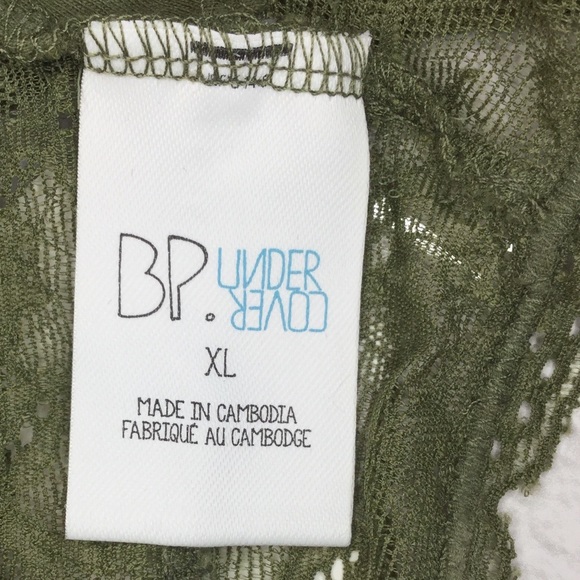 BP. UNDER
COVER
XL
MADE IN CAMBODIA
FABRIQUÉ AU CAMBODGE